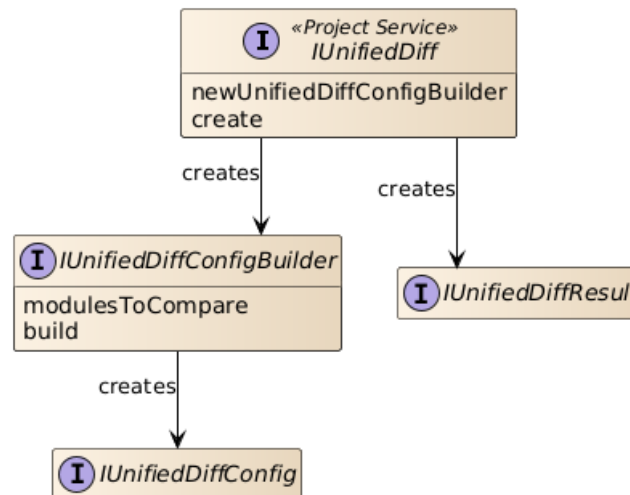 I «Project Service»
IUnifiedDiff
newUnifiedDiffConfigBuilder
create
creates
creates
I IUnifiedDiffConfigBuilder
modulesToCompare
build
I IUnifiedDiffResul
creates
I IUnifiedDiffConfig